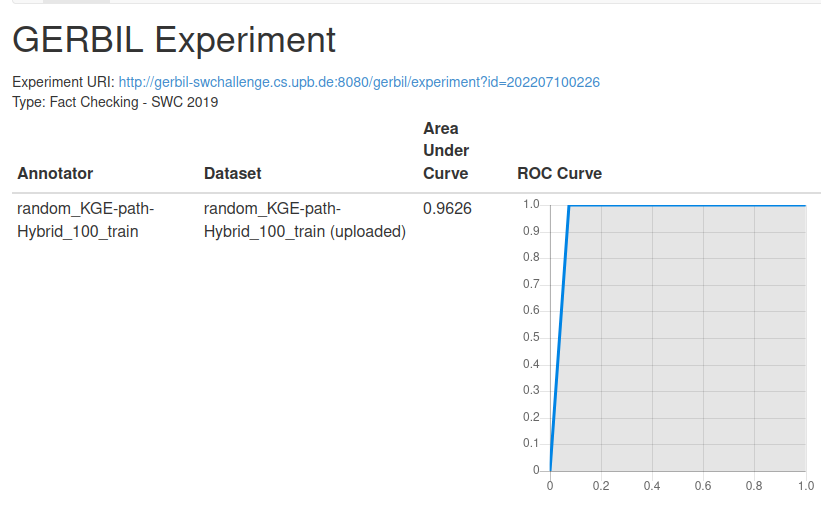 GERBIL Experiment
Experiment URI: http://gerbil-swchallenge.cs.upb.de:8080/gerbil/experiment?id=202207100226
Type: Fact Checking - SWC 2019
Annotator
Dataset
Area
Under
Curve
ROC Curve
random_KGE-path-
Hybrid_100_train
random_KGE-path-
Hybrid_100_train (uploaded)
0.9626
1.0
0.9
0.8
0.7
0.6
0.5
0.4
0.3
0.2
0.1
0
0 0.2 0.4 0.6 0.8 1.0